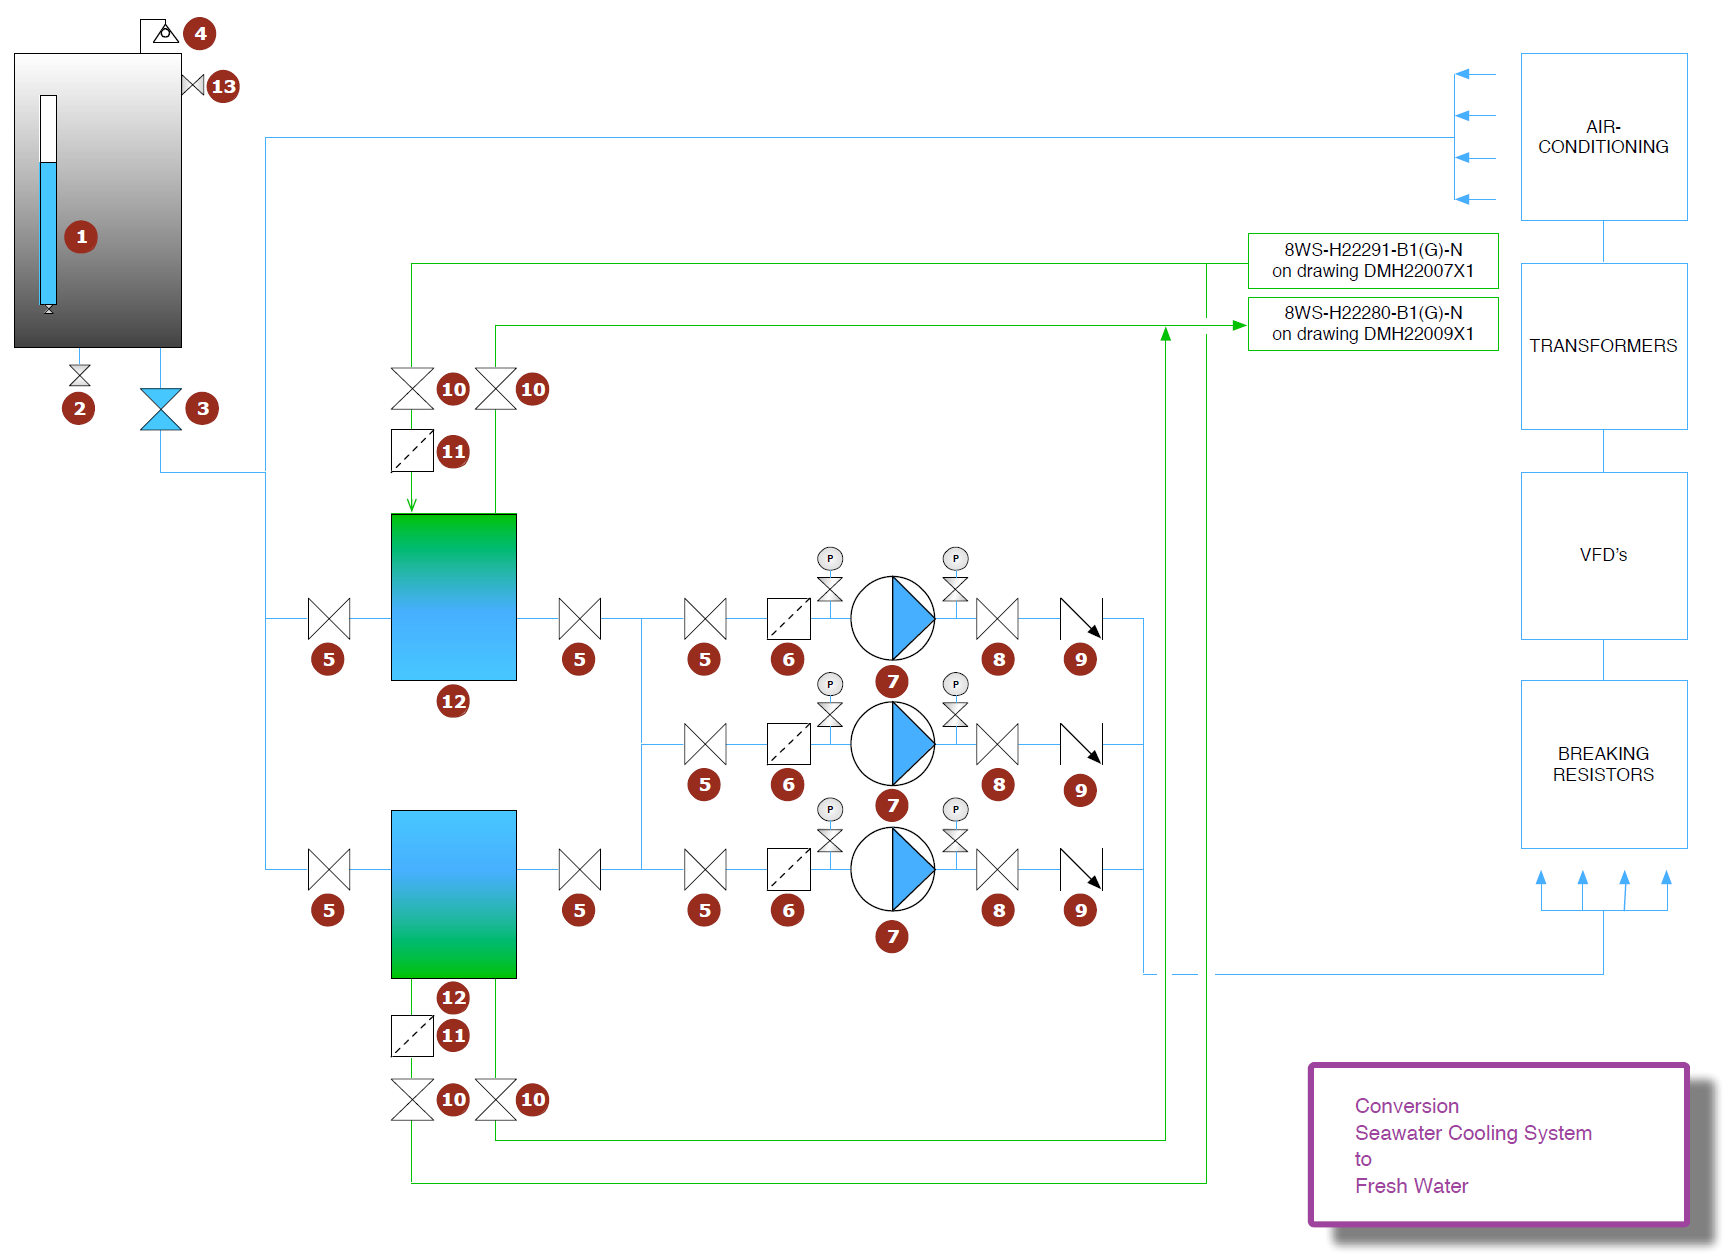 4
13
1
2
3
AIR-
CONDITIONING
8WS-H22291-B1(G)-N
on drawing DMH22007X1
8WS-H22280-B1(G)-N
on drawing DMH22009X1
TRANSFORMERS
10
10
11
VFD's
P
P
5
5
5
6
7
8
9
12
P
P
5
6
7
8
9
BREAKING
RESISTORS
P
P
5
5
5
6
7
8
9
12
11
10
10
Conversion
Seawater Cooling System
to
Fresh Water